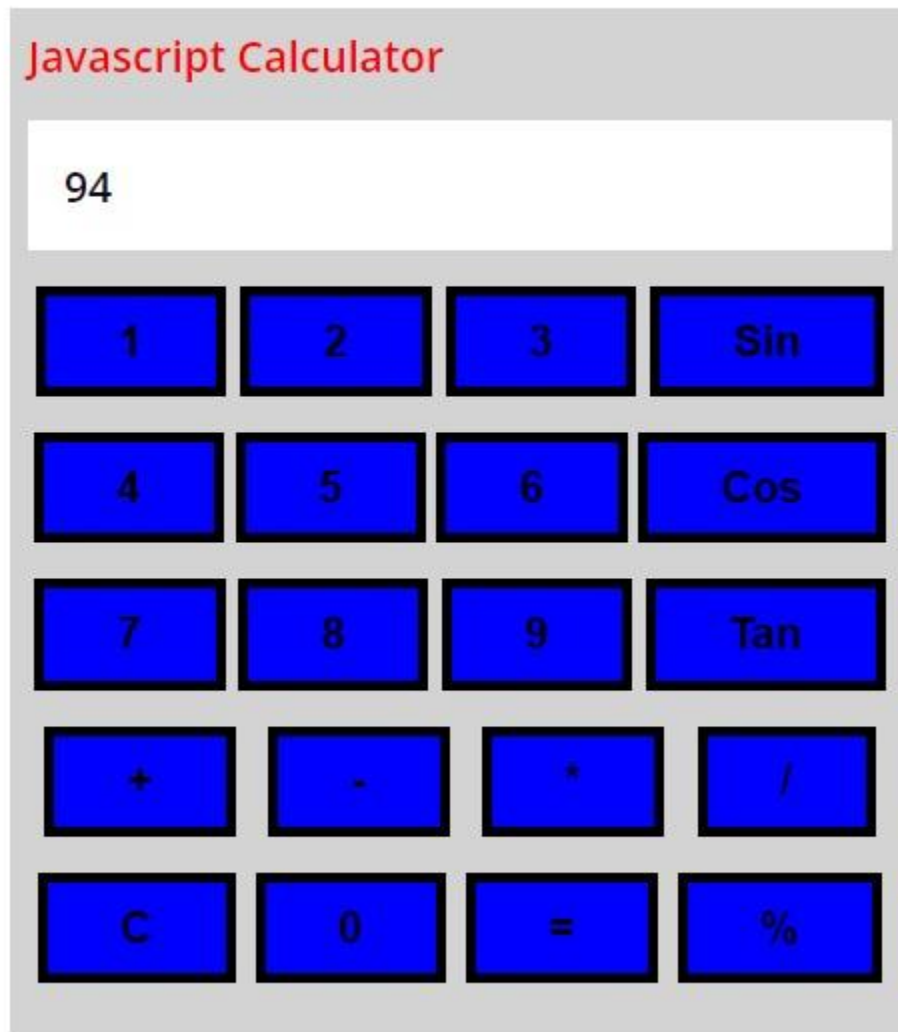 Javascript Calculator
94
1 2 3 Sin
4 5 6 Cos
7 8 9 Tan
+ - * /
C 0 = %